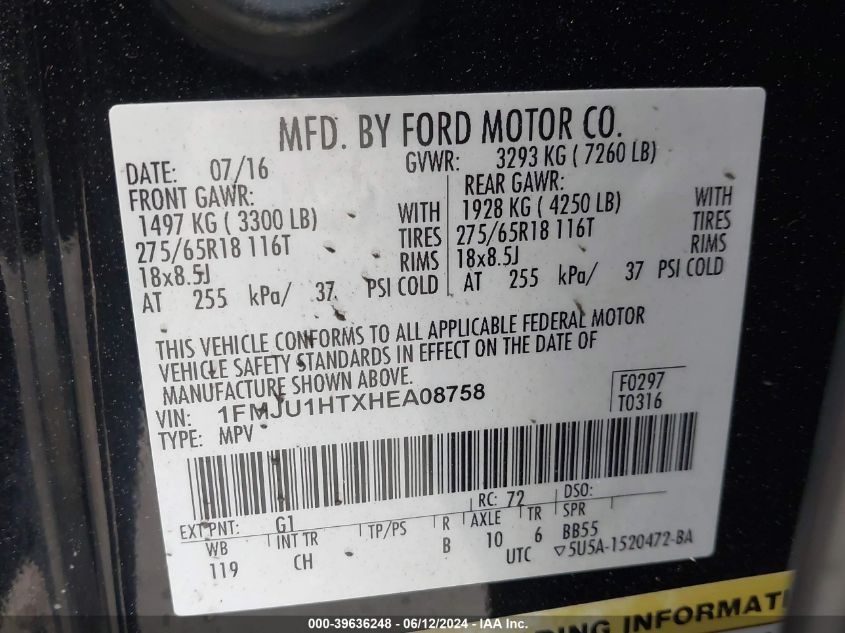 MFD. BY FORD MOTOR CO.
DATE: 07/16 GVWR: 3293 KG ( 7260 LB)
FRONT GAWR: REAR GAWR:
1497 KG ( 3300 LB) WITH 1928 KG ( 4250 LB) WITH
275/65R18 116T TIRES 275/65R18 116T TIRES
18x8.5J RIMS 18x8.5J RIMS
AT 255 kPa/ 37 PSI COLD AT 255 kPa/ 37 PSI COLD
THIS VEHICLE CONFORMS TO ALL APPLICABLE FEDERAL MOTOR
VEHICLE SAFETY STANDARDS IN EFFECT ON THE DATE OF
MANUFACTURE SHOWN ABOVE.
VIN: 1FMJU1HTXHEA08758 F0297
TYPE: MPV T0316
EXT PNT: G1 RC: 72 DSO:
WB INT TR TP/PS R AXLE TR SPR
119 CH B 10 6 BB55
UTC ▽5U5A-1520472-BA
DING INFORMATI
000-39636248 - 06/12/2024 - IAA Inc.